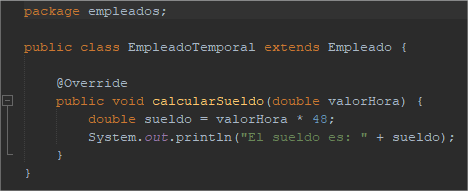 package empleados;
public class EmpleadoTemporal extends Empleado {
@Override
public void calcularSueldo(double valorHora) {
double sueldo = valorHora * 48;
System.out.println("El sueldo es: " + sueldo);
}
}